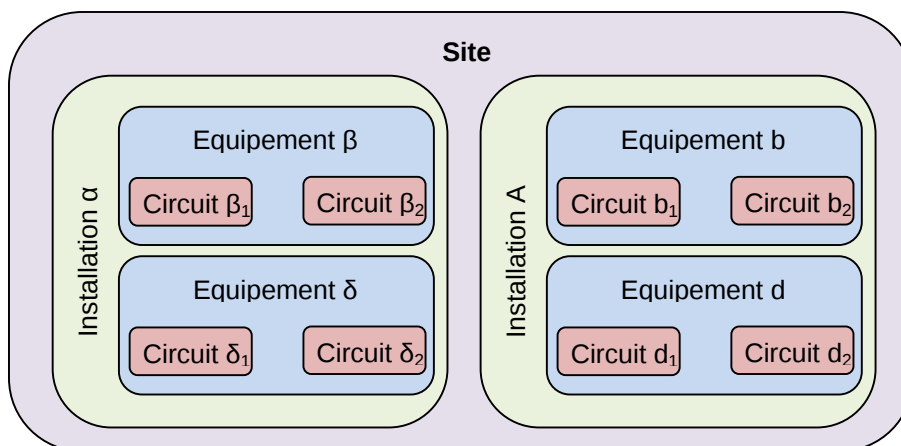 Site
Installation α
Equipement β
Circuit β₁
Circuit β₂
Equipement δ
Circuit δ₁
Circuit δ₂
Installation A
Equipement b
Circuit b₁
Circuit b₂
Equipement d
Circuit d₁
Circuit d₂